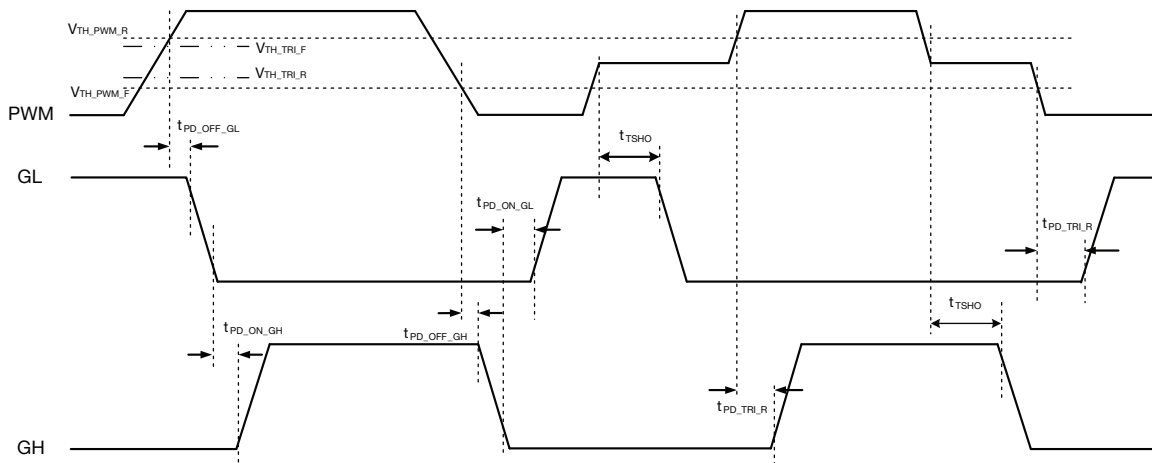 VTH_PWM_R
VTH_TRI_F
VTH_TRI_R
VTH_PWM_F
PWM
tPD_OFF_GL
tTSHO
GL
tPD_ON_GL
tPD_TRI_R
tTSHO
tPD_ON_GH
tPD_OFF_GH
tPD_TRI_R
GH